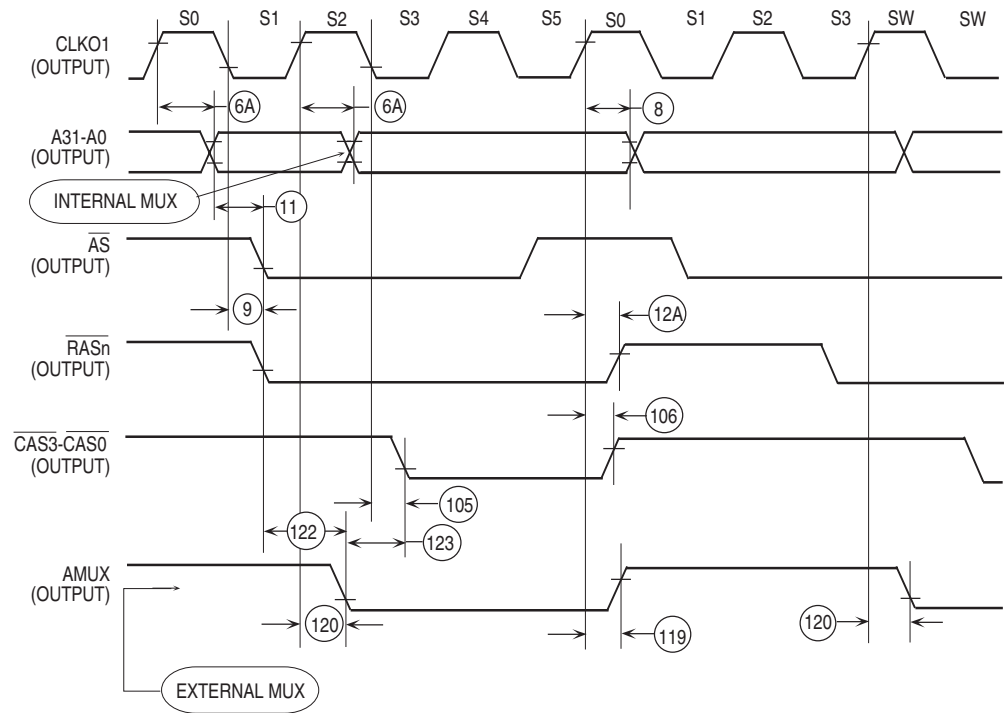 S0 S1 S2 S3 S4 S5 S0 S1 S2 S3 SW SW
CLKO1
(OUTPUT)
6A 6A 8
A31-A0
(OUTPUT)
INTERNAL MUX
11
AS
(OUTPUT)
9 12A
RASn
(OUTPUT)
106
CAS3-CAS0
(OUTPUT)
105
122 123
AMUX
(OUTPUT)
120 119 120
EXTERNAL MUX